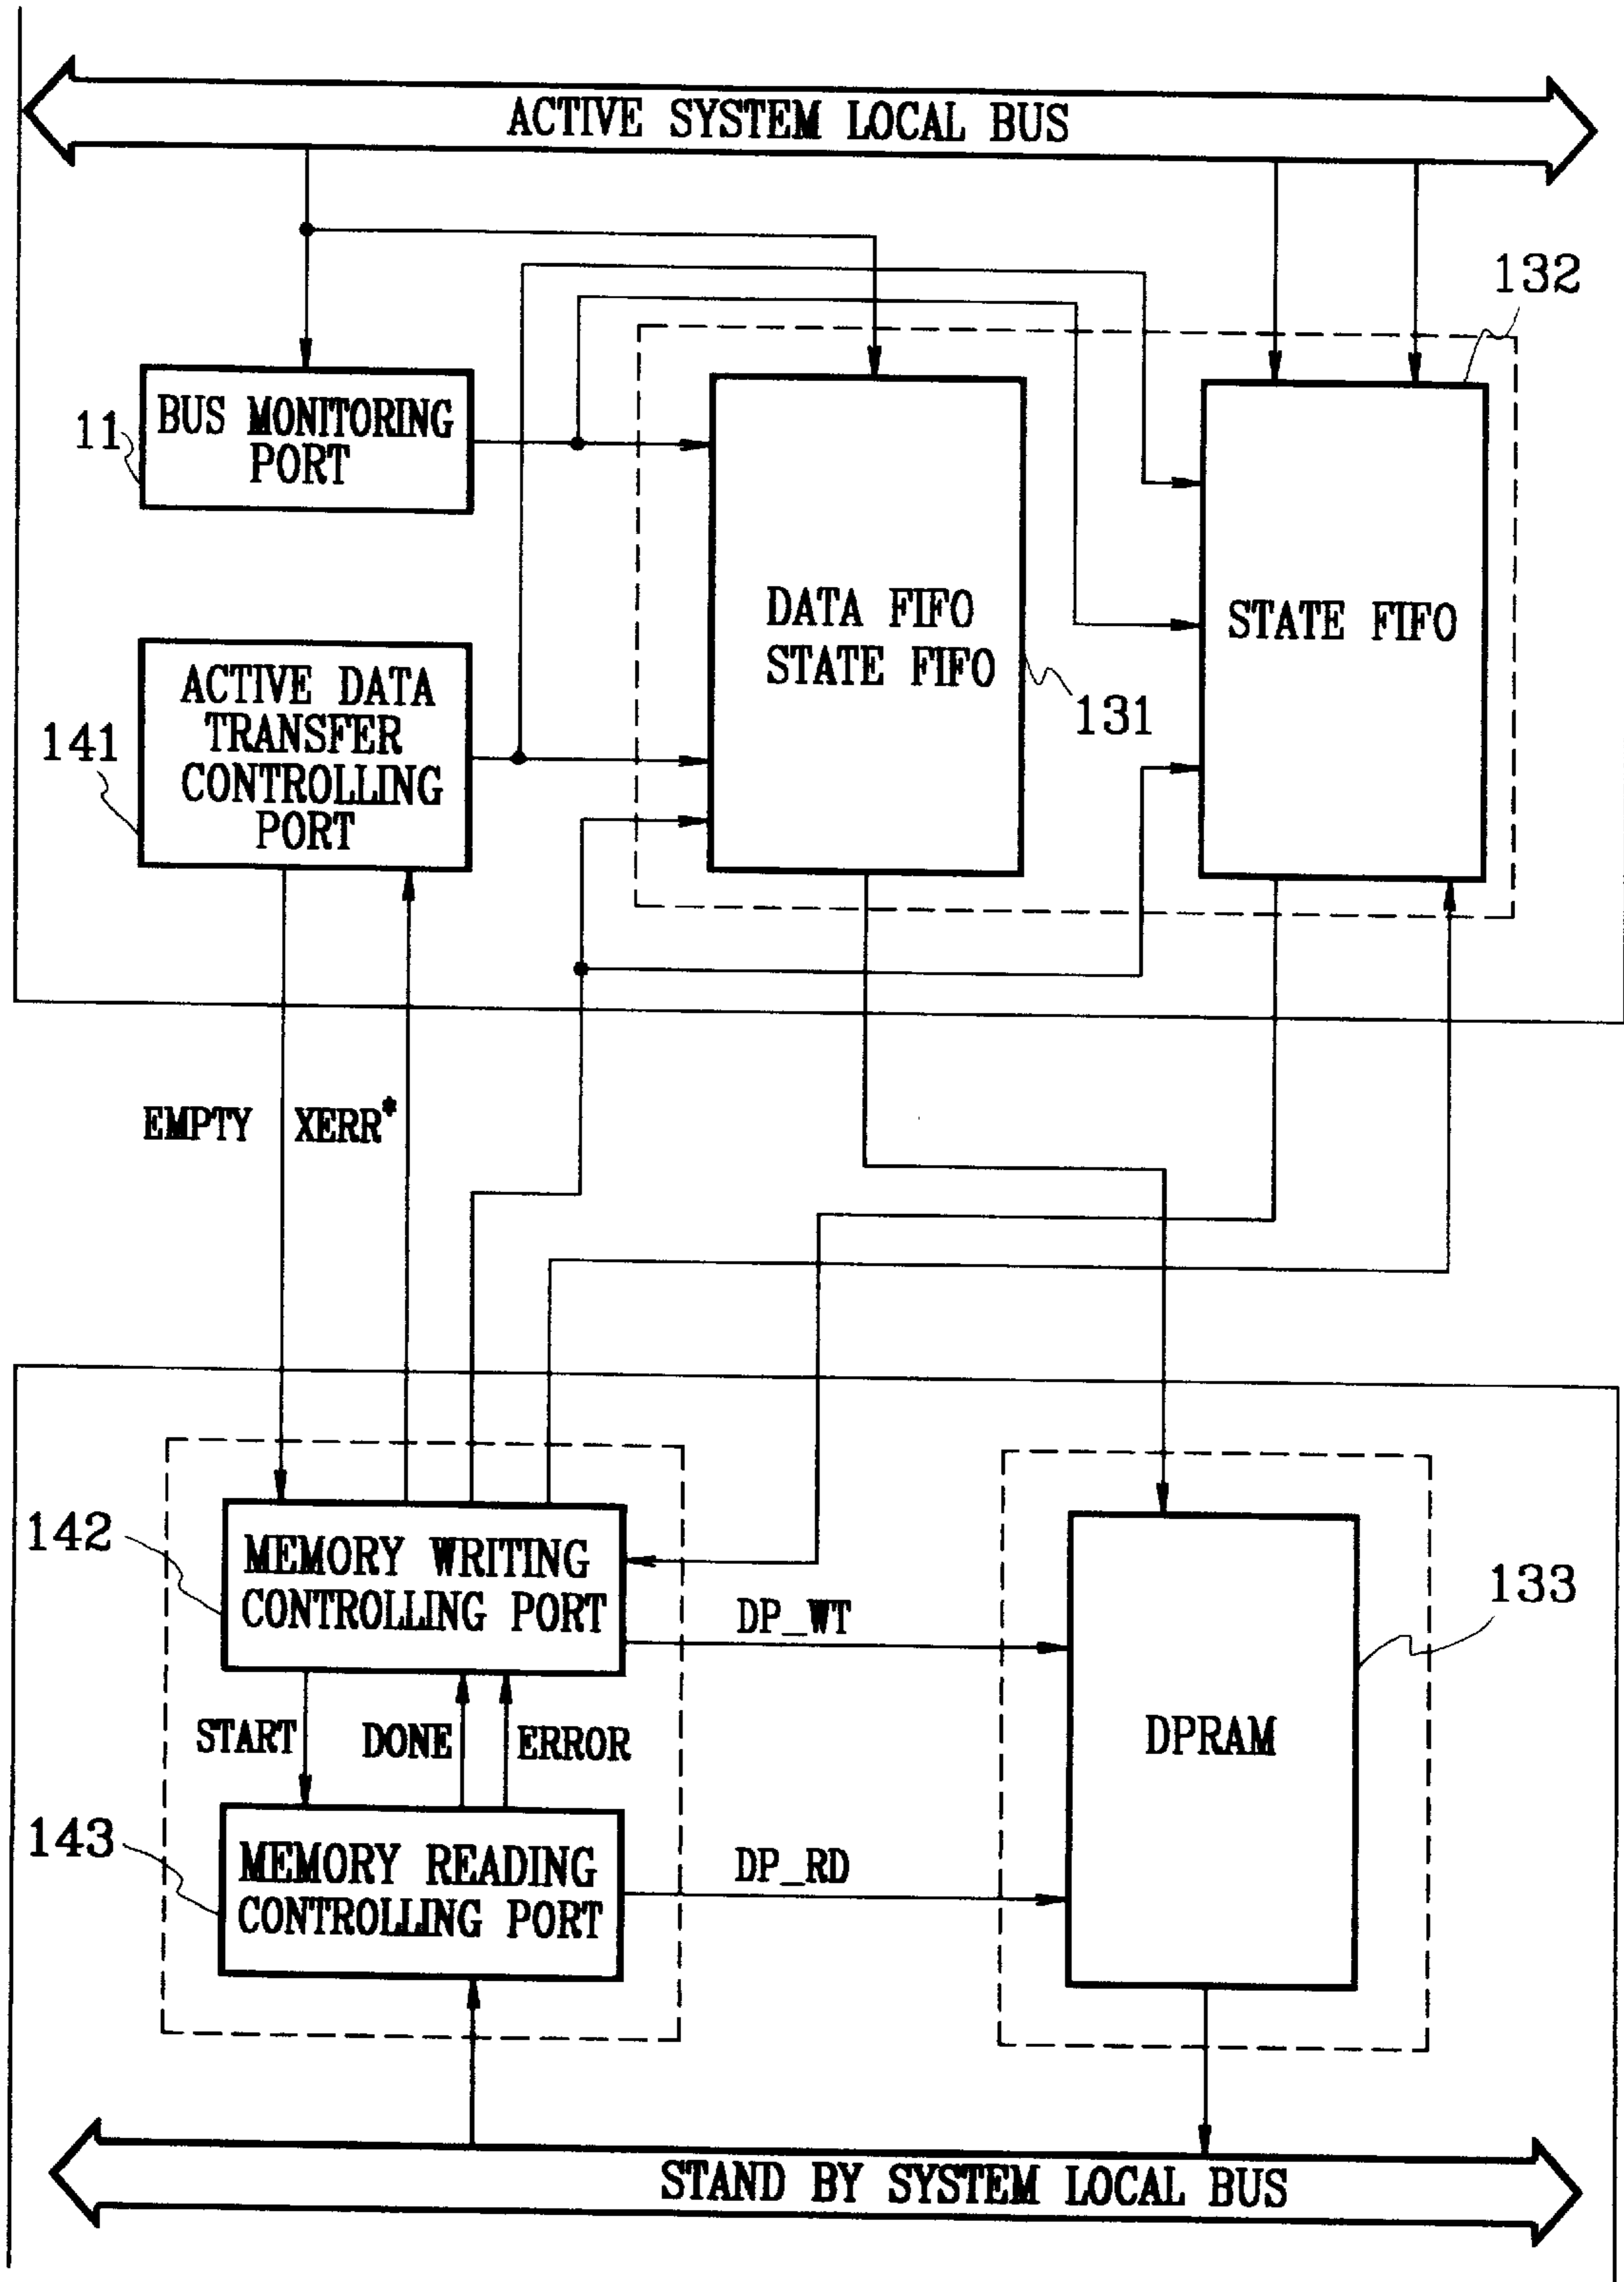 ACTIVE SYSTEM LOCAL BUS
132
11
BUS MONITORING
PORT
DATA FIFO
STATE FIFO
STATE FIFO
131
141
ACTIVE DATA
TRANSFER
CONTROLLING
PORT
EMPTY
XERR*
142
MEMORY WRITING
CONTROLLING PORT
DP_WT
133
START
DONE
ERROR
DPRAM
143
MEMORY READING
CONTROLLING PORT
DP_RD
STAND BY SYSTEM LOCAL BUS